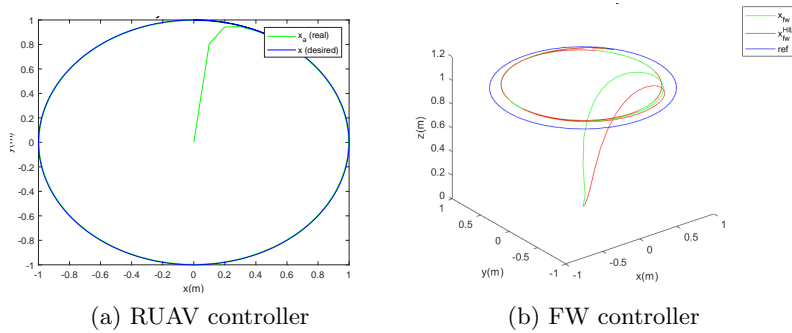 x_a (real)
x (desired)
1
0.8
0.6
0.4
0.2
0
-0.2
-0.4
-0.6
-0.8
-1
y(m)
-1 -0.8 -0.6 -0.4 -0.2 0 0.2 0.4 0.6 0.8 1
x(m)
(a) RUAV controller
x_fw
x_fw^HIL
ref
1.2
1
0.8
0.6
0.4
0.2
0
z(m)
1
0.5
0
-0.5
-1
y(m)
-1
-0.5
0
0.5
1
x(m)
(b) FW controller